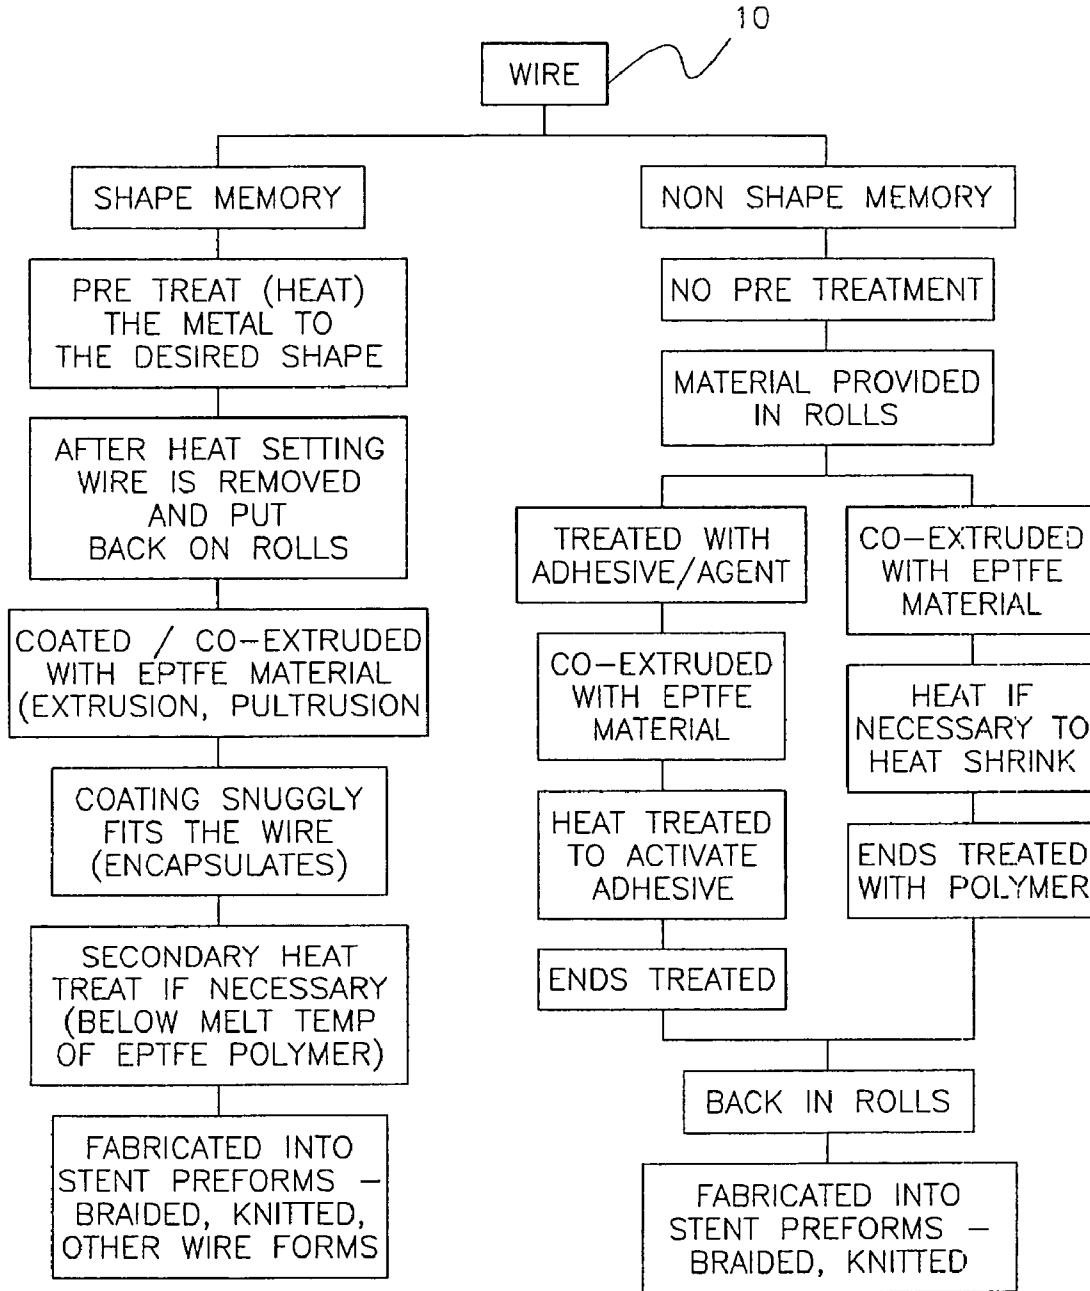 10
WIRE
SHAPE MEMORY
PRE TREAT (HEAT)
THE METAL TO
THE DESIRED SHAPE
AFTER HEAT SETTING
WIRE IS REMOVED
AND PUT
BACK ON ROLLS
COATED / CO-EXTRUDED
WITH EPTFE MATERIAL
(EXTRUSION, PULTRUSION
COATING SNUGGLY
FITS THE WIRE
(ENCAPSULATES)
SECONDARY HEAT
TREAT IF NECESSARY
(BELOW MELT TEMP
OF EPTFE POLYMER)
FABRICATED INTO
STENT PREFORMS –
BRAIDED, KNITTED,
OTHER WIRE FORMS
NON SHAPE MEMORY
NO PRE TREATMENT
MATERIAL PROVIDED
IN ROLLS
TREATED WITH
ADHESIVE/AGENT
CO-EXTRUDED
WITH EPTFE
MATERIAL
HEAT TREATED
TO ACTIVATE
ADHESIVE
ENDS TREATED
CO-EXTRUDED
WITH EPTFE
MATERIAL
HEAT IF
NECESSARY TO
HEAT SHRINK
ENDS TREATED
WITH POLYMER
BACK IN ROLLS
FABRICATED INTO
STENT PREFORMS –
BRAIDED, KNITTED